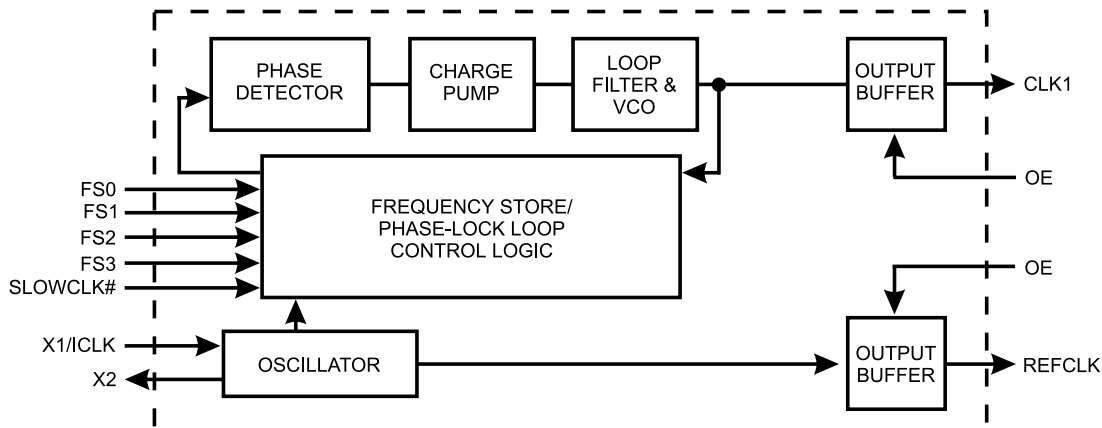 PHASE
DETECTOR
CHARGE
PUMP
LOOP
FILTER &
VCO
OUTPUT
BUFFER
CLK1
OE
FS0
FS1
FS2
FS3
SLOWCLK#
FREQUENCY STORE/
PHASE-LOCK LOOP
CONTROL LOGIC
OE
X1/ICLK
X2
OSCILLATOR
OUTPUT
BUFFER
REFCLK